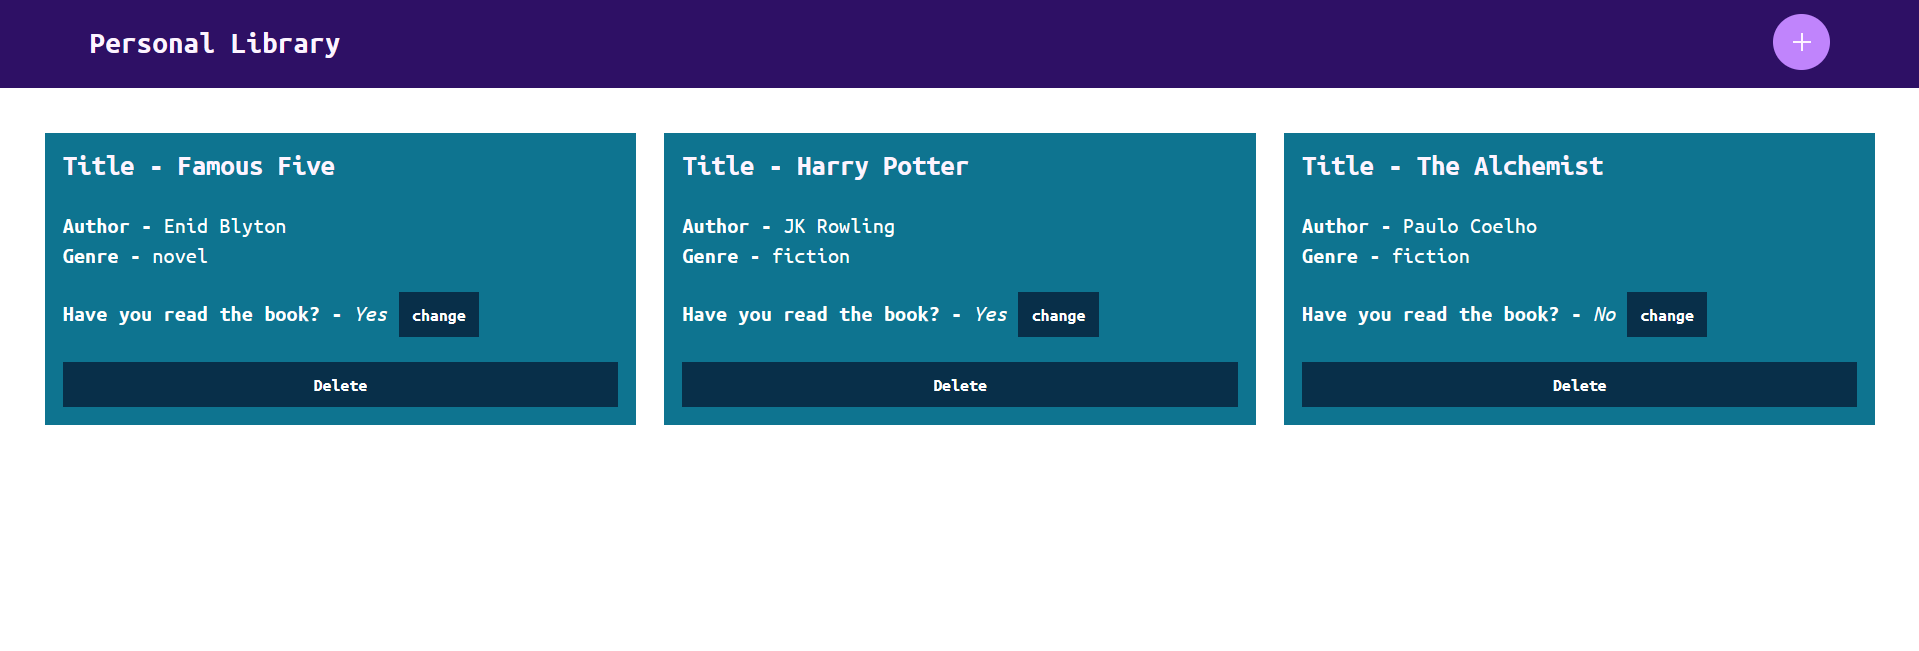 Personal Library
Title - Famous Five
Author - Enid Blyton
Genre - novel
Have you read the book? - Yes change
Delete
Title - Harry Potter
Author - JK Rowling
Genre - fiction
Have you read the book? - Yes change
Delete
Title - The Alchemist
Author - Paulo Coelho
Genre - fiction
Have you read the book? - No change
Delete